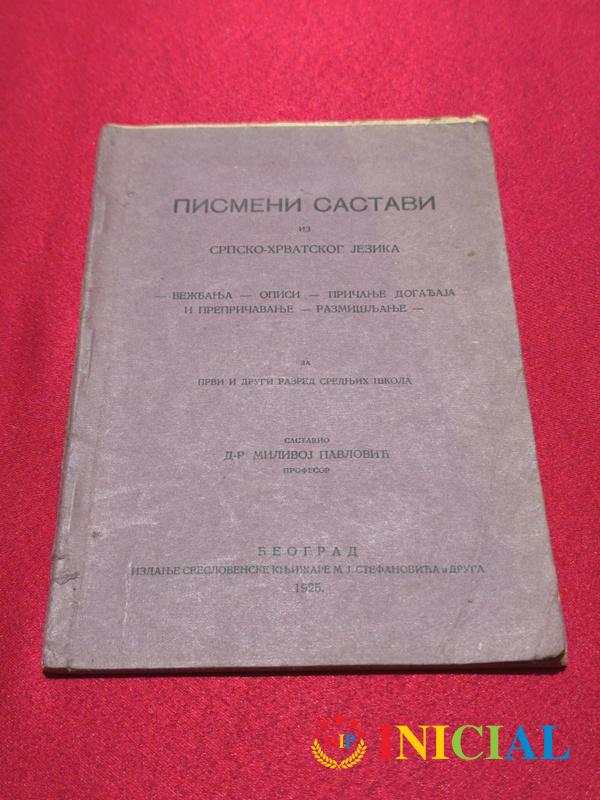 ПИСМЕНИ САСТАВИ
ИЗ
СРПСКО-ХРВАТСКОГ ЈЕЗИКА
— ВЕЖБАЊА — ОПИСИ — ПРИЧАЊЕ ДОГАЂАЈА
И ПРЕПРИЧАВАЊЕ — РАЗМИШЉАЊЕ —
ЗА
ПРВИ И ДРУГИ РАЗРЕД СРЕДЊИХ ШКОЛА
САСТАВИО
Д-Р МИЛИВОЈ ПАВЛОВИЋ
ПРОФЕСОР
БЕОГРАД
ИЗДАЊЕ СВЕСЛОВЕНСКЕ КЊИЖАРЕ М. Ј. СТЕФАНОВИЋА и ДРУГА
1925.
IP INICIAL